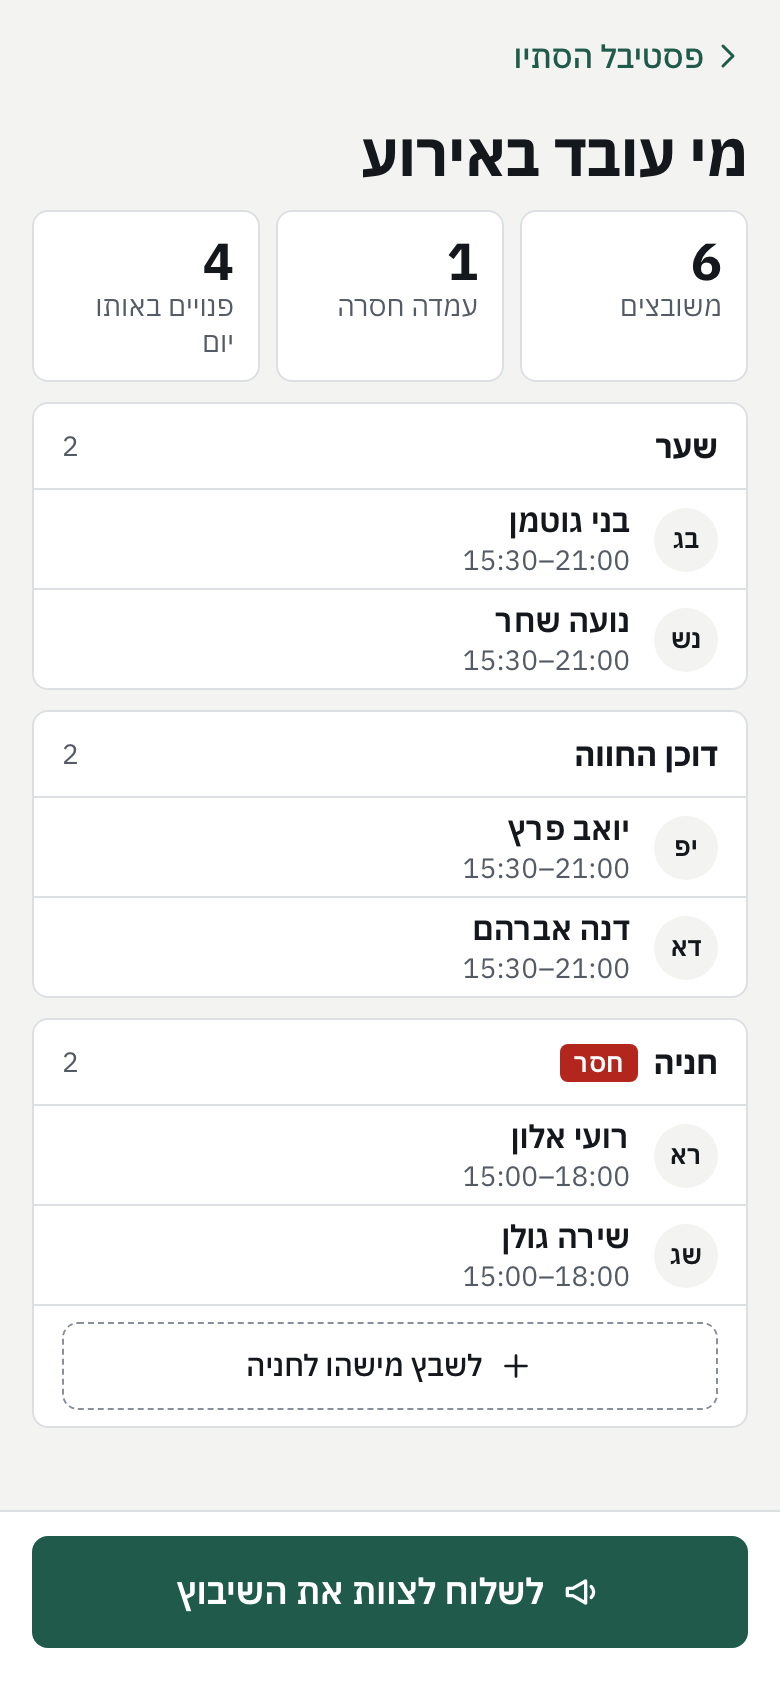 פסטיבל הסתיו
מי עובד באירוע
6
משובצים
1
עמדה חסרה
4
פנויים באותו
יום
שער
2
בג
בני גוטמן
15:30–21:00
נש
נועה שחר
15:30–21:00
דוכן החווה
2
יפ
יואב פרץ
15:30–21:00
דא
דנה אברהם
15:30–21:00
חניה חסר
2
רא
רועי אלון
15:00–18:00
שג
שירה גולן
15:00–18:00
לשבץ מישהו לחניה
לשלוח לצוות את השיבוץ